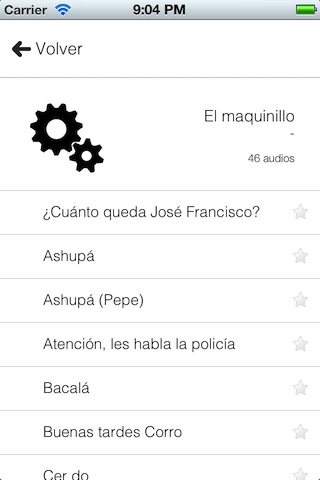 Carrier 9:04 PM
Volver
El maquinillo
-
46 audios
¿Cuánto queda José Francisco?
Ashupá
Ashupá (Pepe)
Atención, les habla la policía
Bacalá
Buenas tardes Corro
Cer do